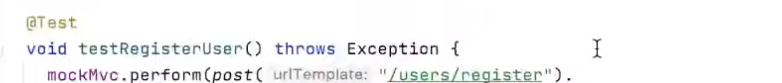 @Test
void testRegisterUser() throws Exception {
mockMvc.perform(post( urlTemplate: "/users/register").